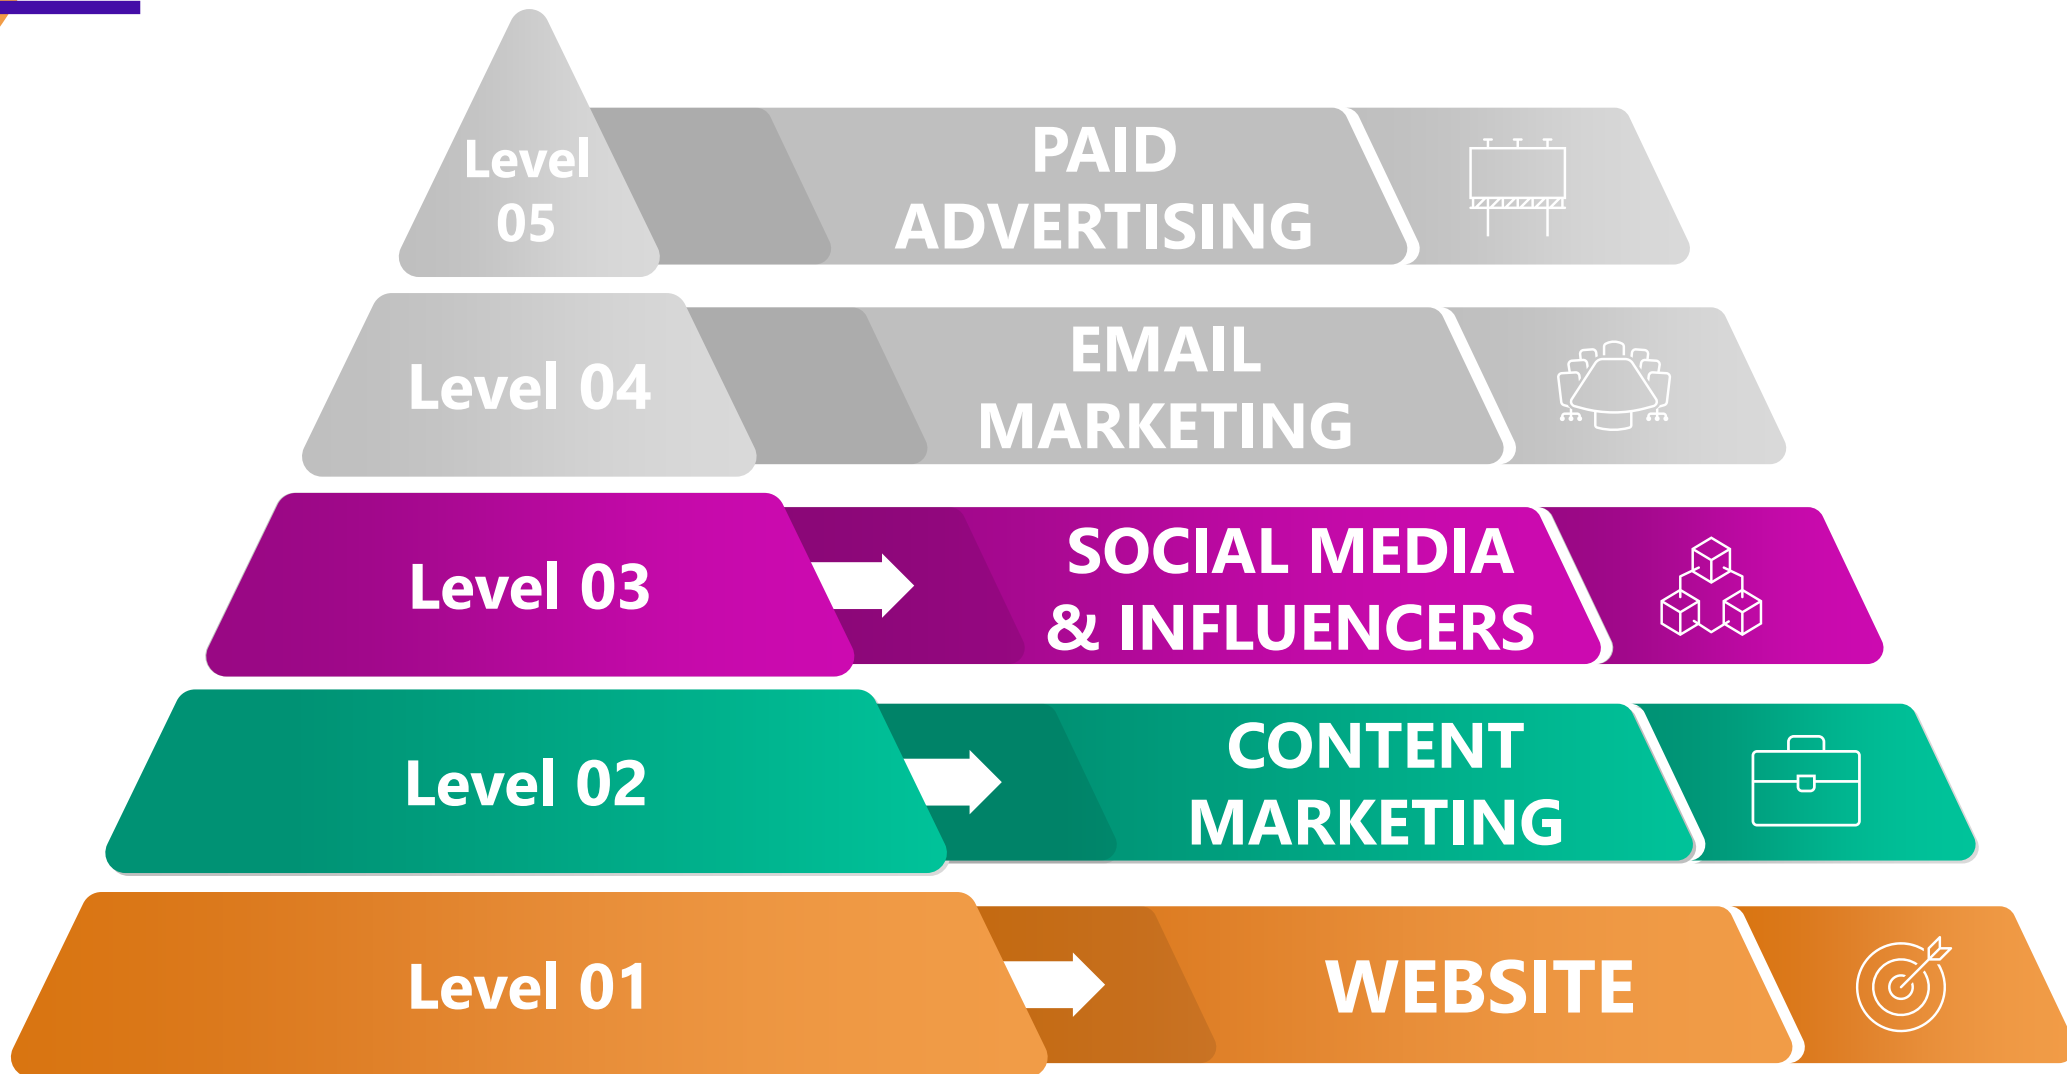 Level
05
PAID
ADVERTISING
Level 04
EMAIL
MARKETING
Level 03
SOCIAL MEDIA
& INFLUENCERS
Level 02
CONTENT
MARKETING
Level 01
WEBSITE